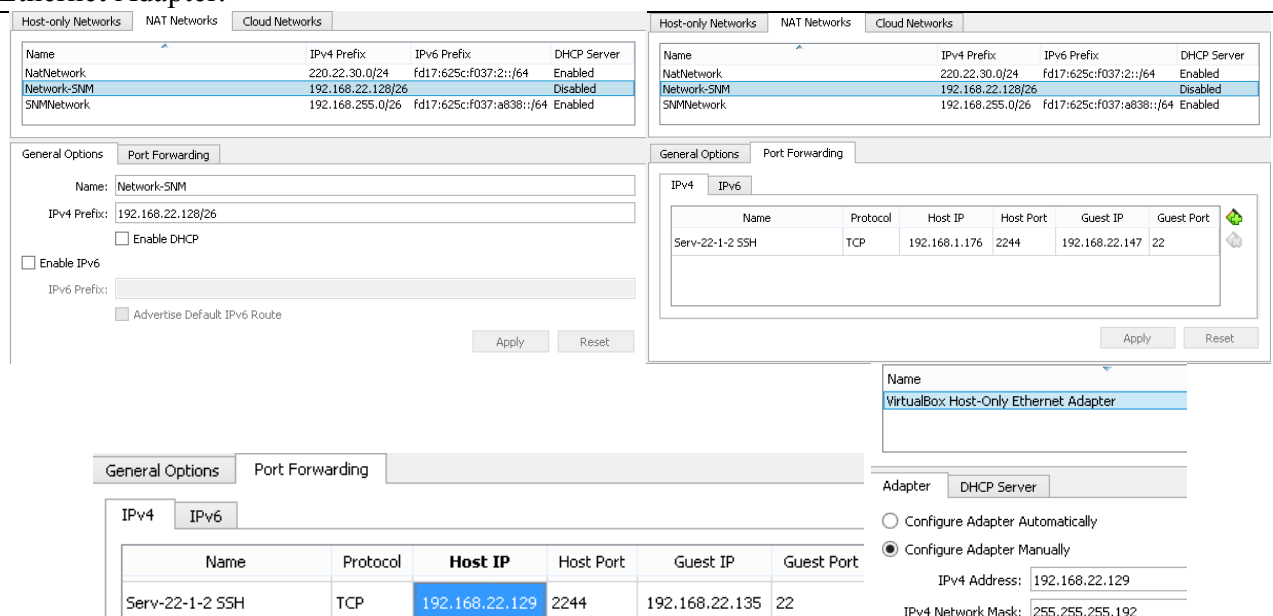 Ethernet Adapter.
Host-only Networks NAT Networks Cloud Networks
Name IPv4 Prefix IPv6 Prefix DHCP Server
NatNetwork 220.22.30.0/24 fd17:625c:f037:2::/64 Enabled
Network-SNM 192.168.22.128/26 Disabled
SNMNetwork 192.168.255.0/26 fd17:625c:f037:a838::/64 Enabled
General Options Port Forwarding
Name: Network-SNM
IPv4 Prefix: 192.168.22.128/26
Enable DHCP
Enable IPv6
IPv6 Prefix:
Advertise Default IPv6 Route
Apply Reset
Host-only Networks NAT Networks Cloud Networks
Name IPv4 Prefix IPv6 Prefix DHCP Server
NatNetwork 220.22.30.0/24 fd17:625c:f037:2::/64 Enabled
Network-SNM 192.168.22.128/26 Disabled
SNMNetwork 192.168.255.0/26 fd17:625c:f037:a838::/64 Enabled
General Options Port Forwarding
IPv4 IPv6
Name Protocol Host IP Host Port Guest IP Guest Port
Serv-22-1-2 SSH TCP 192.168.1.176 2244 192.168.22.147 22
Apply Reset
General Options Port Forwarding
IPv4 IPv6
Name Protocol Host IP Host Port Guest IP Guest Port
Serv-22-1-2 SSH TCP 192.168.22.129 2244 192.168.22.135 22
Name
VirtualBox Host-Only Ethernet Adapter
Adapter DHCP Server
Configure Adapter Automatically
Configure Adapter Manually
IPv4 Address: 192.168.22.129
IPv4 Network Mask: 255.255.255.192